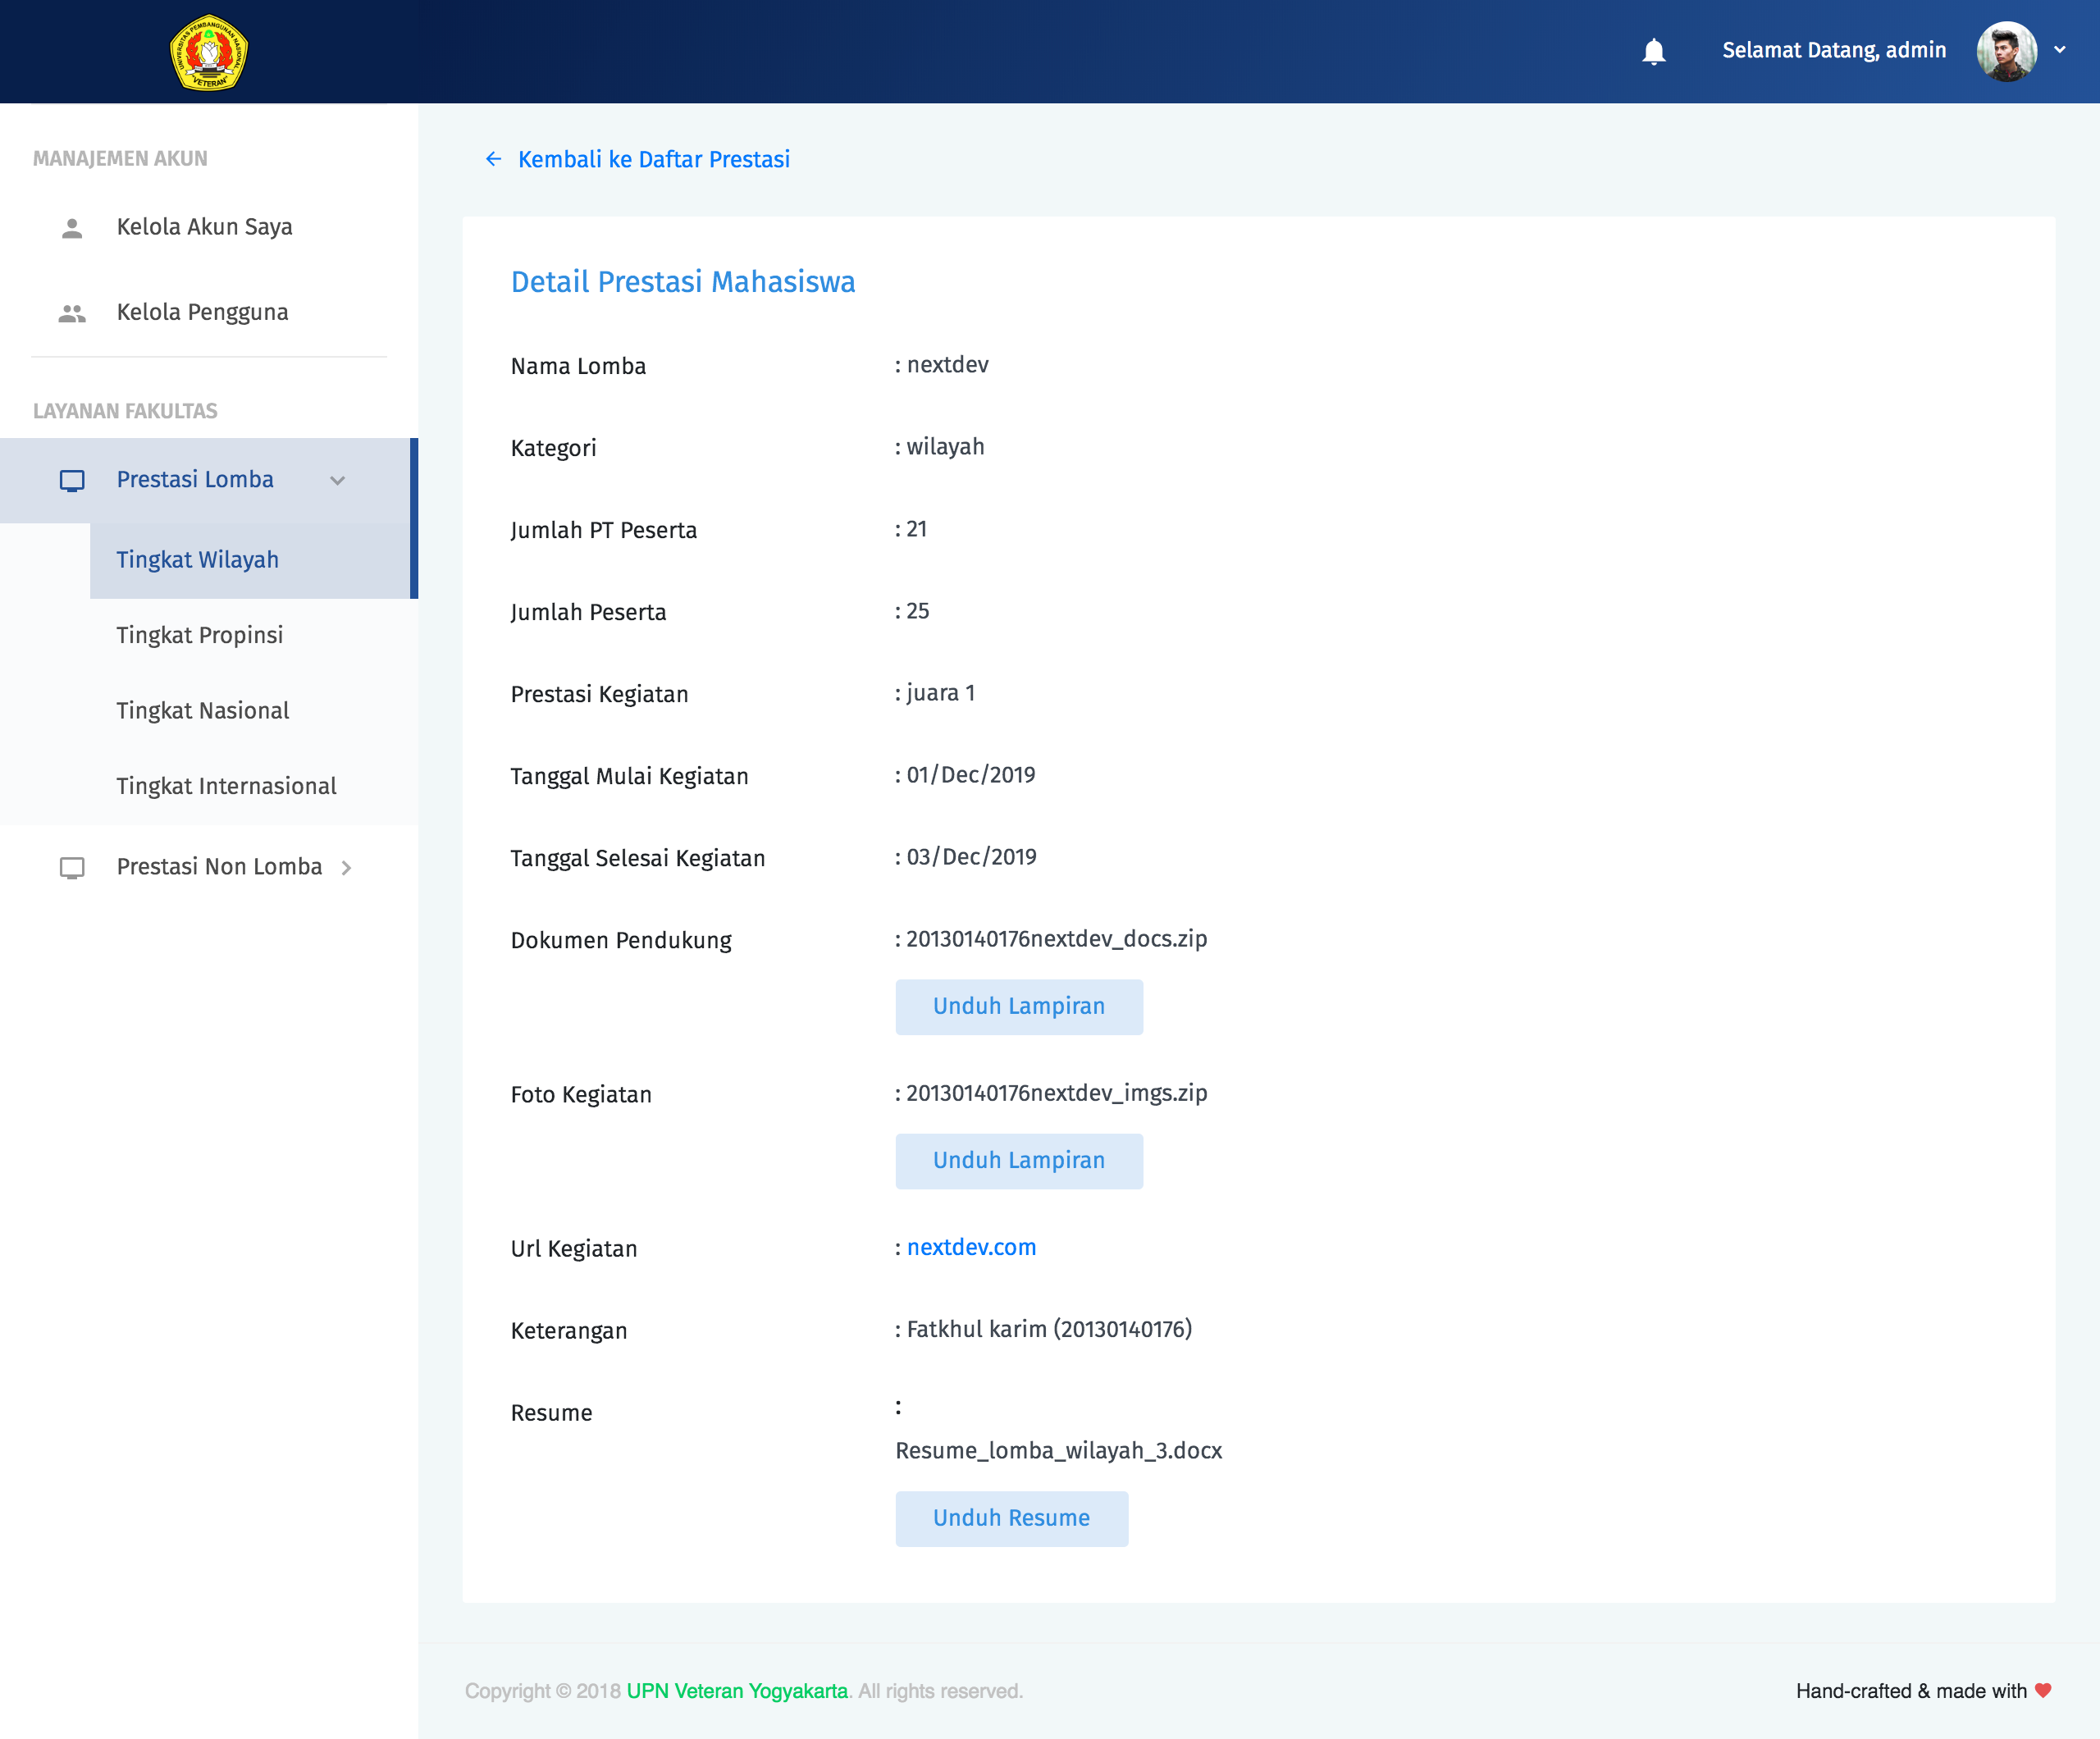 UNIVERSITAS PEMBANGUNAN NASIONAL
VETERAN
Selamat Datang, admin
MANAJEMEN AKUN
Kelola Akun Saya
Kelola Pengguna
LAYANAN FAKULTAS
Prestasi Lomba
Tingkat Wilayah
Tingkat Propinsi
Tingkat Nasional
Tingkat Internasional
Prestasi Non Lomba
Kembali ke Daftar Prestasi
Detail Prestasi Mahasiswa
Nama Lomba : nextdev
Kategori : wilayah
Jumlah PT Peserta : 21
Jumlah Peserta : 25
Prestasi Kegiatan : juara 1
Tanggal Mulai Kegiatan : 01/Dec/2019
Tanggal Selesai Kegiatan : 03/Dec/2019
Dokumen Pendukung : 20130140176nextdev_docs.zip
Unduh Lampiran
Foto Kegiatan : 20130140176nextdev_imgs.zip
Unduh Lampiran
Url Kegiatan : nextdev.com
Keterangan : Fatkhul karim (20130140176)
Resume :
Resume_lomba_wilayah_3.docx
Unduh Resume
Copyright © 2018 UPN Veteran Yogyakarta. All rights reserved.
Hand-crafted & made with